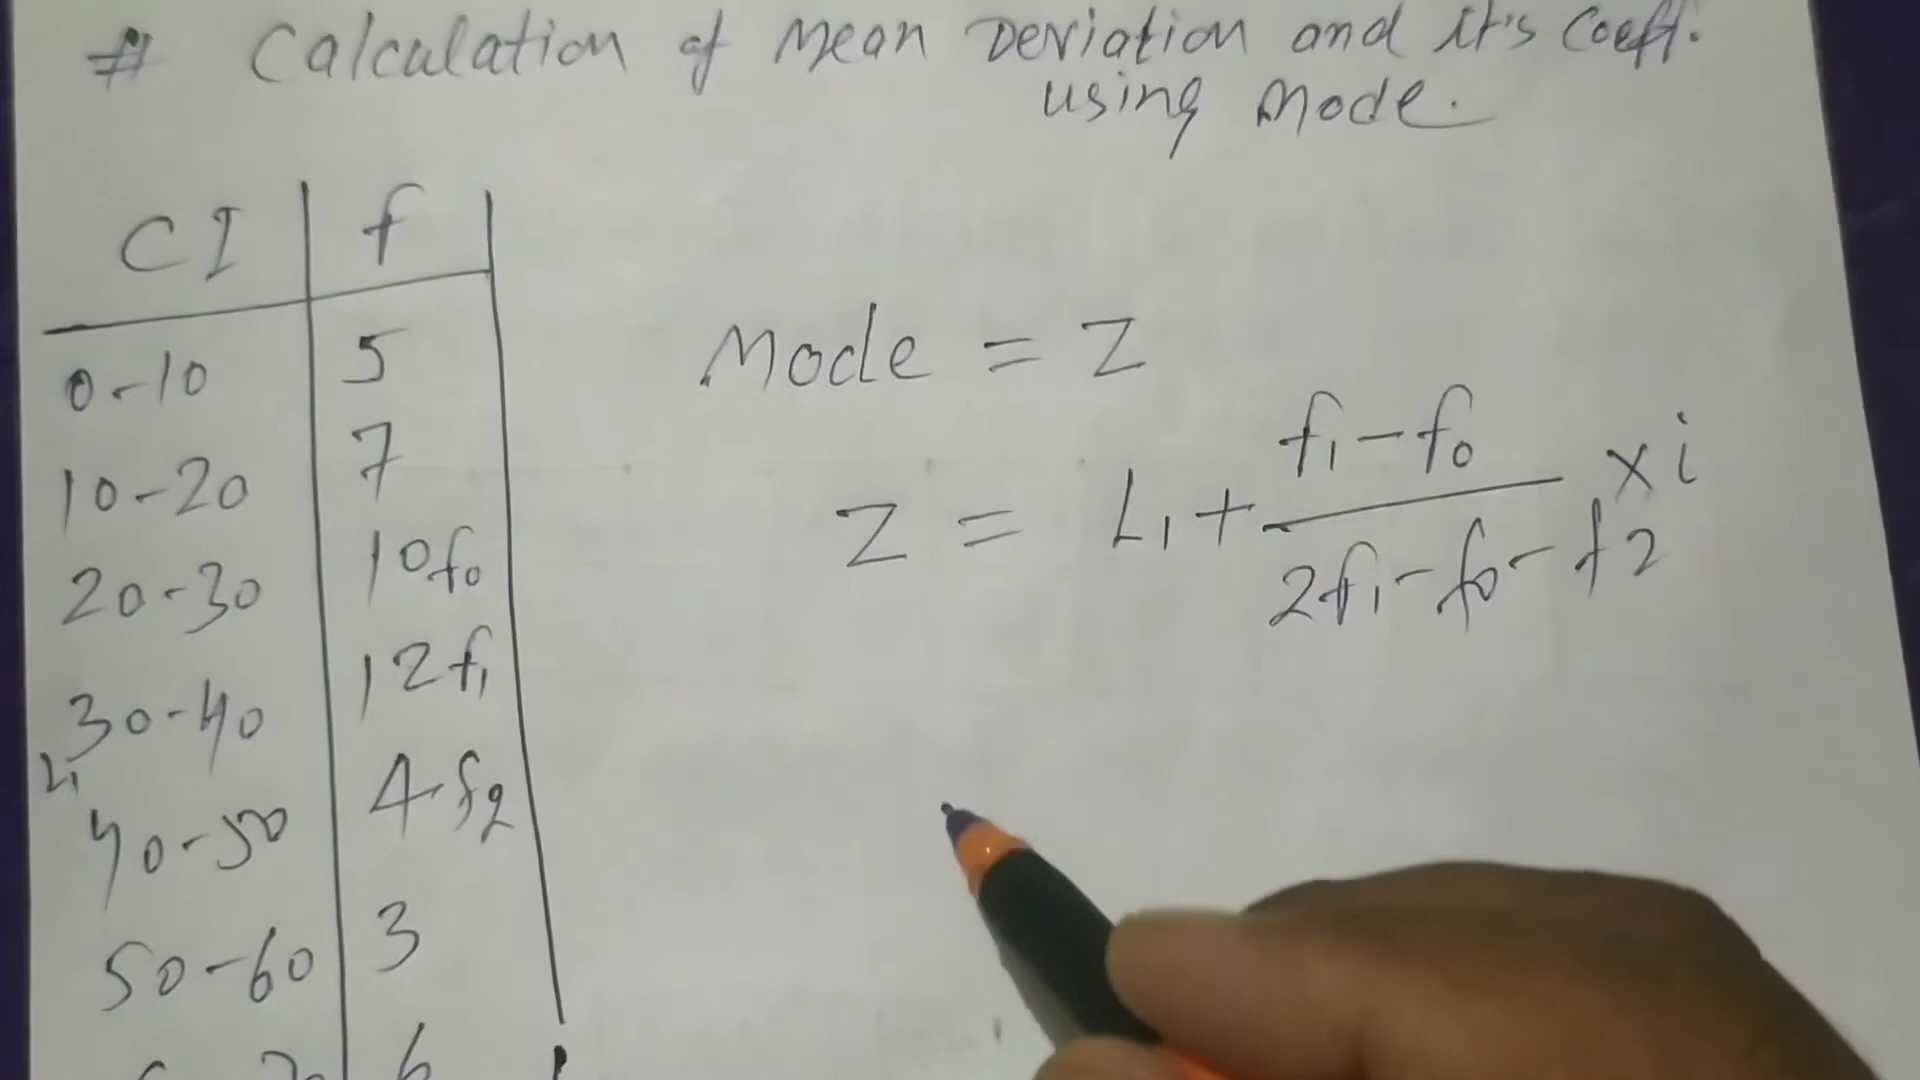 # Calculation of Mean Deviation and it's Coeff.
using Mode.
CI f
0-10 5
10-20 7
20-30 10 f0
30-40 12 f1
L1
40-50 4 f2
50-60 3
6
Mode = Z
Z = L1 + f1-f0 / 2f1-f0-f2 × i